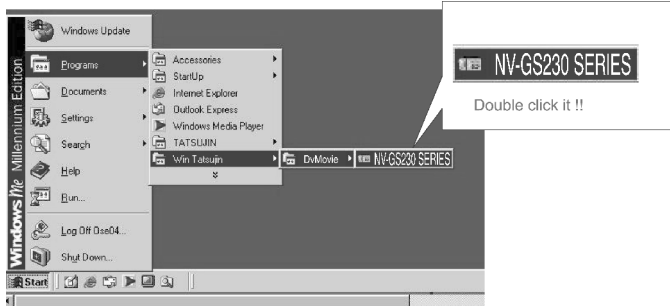 Windows Update
Programs
Documents
Settings
Search
Help
Run...
Log Off Ose04...
Shut Down...
Windows Me Millennium Edition
Accessories
StartUp
Internet Explorer
Outlook Express
Windows Media Player
TATSUJIN
Win Tatsujin
DvMovie
NV-GS230 SERIES
NV-GS230 SERIES
Double click it !!
Start